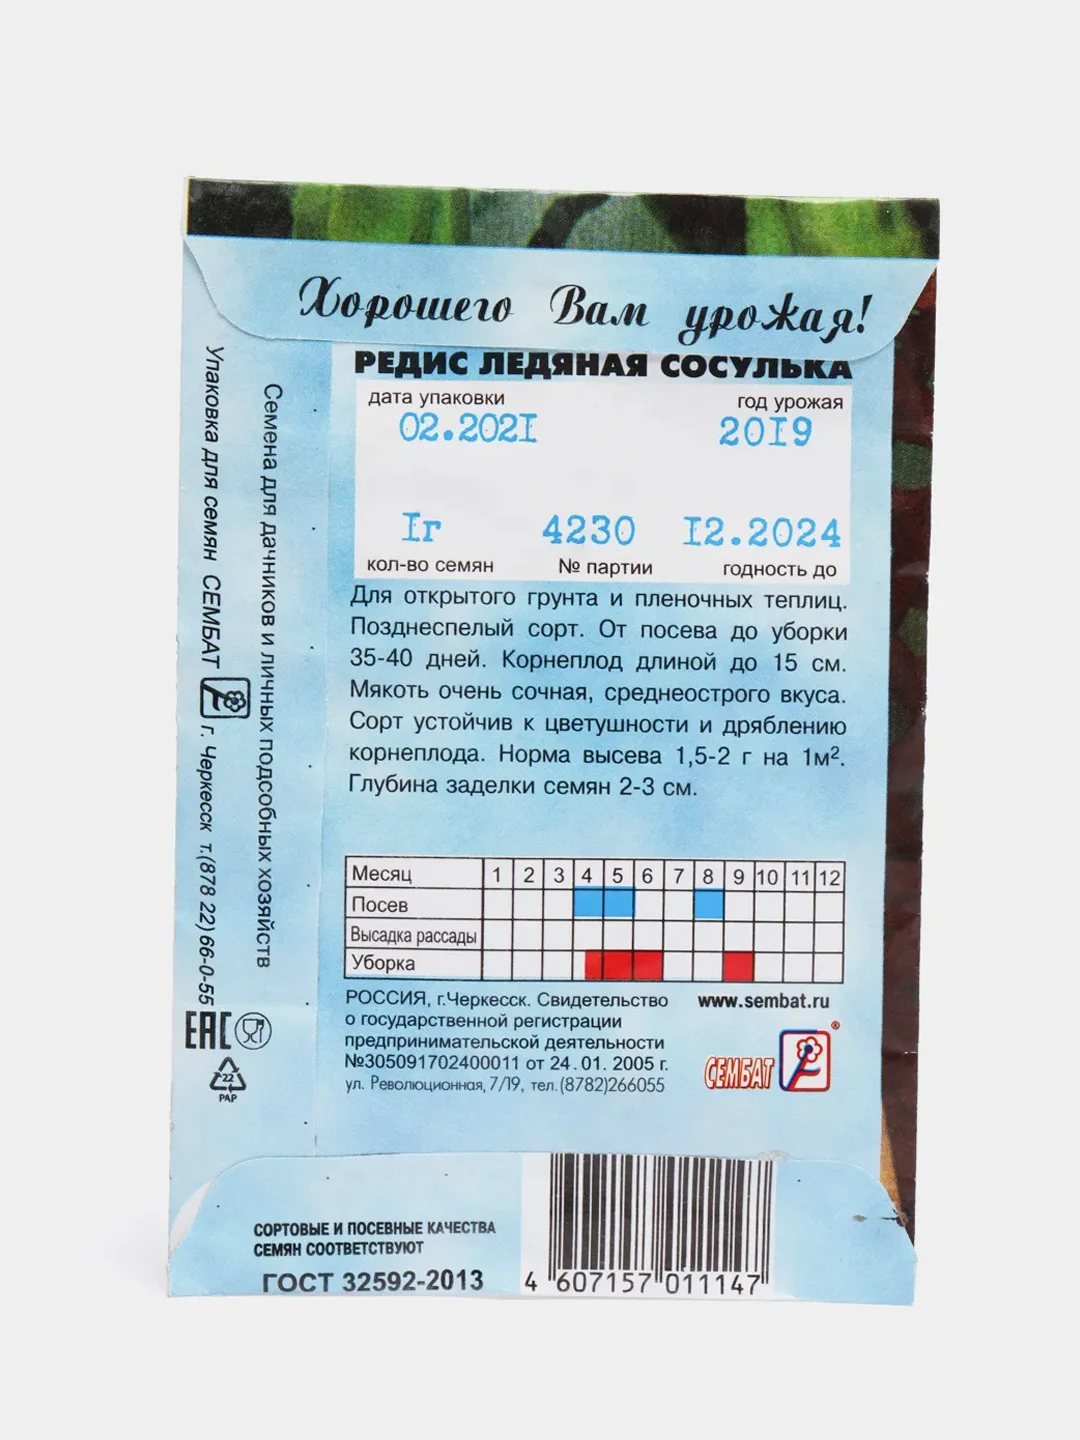 Хорошего Вам урожая!
РЕДИС ЛЕДЯНАЯ СОСУЛЬКА
дата упаковки год урожая
02.2021 2019
1г 4230 12.2024
кол-во семян № партии годность до
Для открытого грунта и пленочных теплиц.
Позднеспелый сорт. От посева до уборки
35-40 дней. Корнеплод длиной до 15 см.
Мякоть очень сочная, среднеострого вкуса.
Сорт устойчив к цветушности и дряблению
корнеплода. Норма высева 1,5-2 г на 1м².
Глубина заделки семян 2-3 см.
Месяц 1 2 3 4 5 6 7 8 9 10 11 12
Посев
Высадка рассады
Уборка
РОССИЯ, г.Черкесск. Свидетельство
о государственной регистрации
предпринимательской деятельности
№305091702400011 от 24.01.2005 г.
ул. Революционная, 7/19, тел.(8782)266055
www.sembat.ru
СЕМБАТ
®
Семена для дачников и личных подсобных хозяйств
Упаковка для семян СЕМБАТ г. Черкесск т.(878 22) 66-0-55
EAC
22
PAP
СОРТОВЫЕ И ПОСЕВНЫЕ КАЧЕСТВА
СЕМЯН СООТВЕТСТВУЮТ
ГОСТ 32592-2013
4 607157 011147